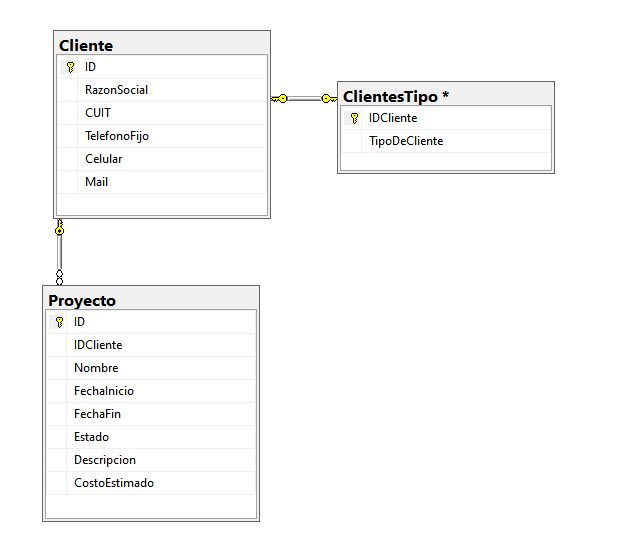 Cliente
ID
RazonSocial
CUIT
TelefonoFijo
Celular
Mail
ClientesTipo *
IDCliente
TipoDeCliente
Proyecto
ID
IDCliente
Nombre
FechaInicio
FechaFin
Estado
Descripcion
CostoEstimado